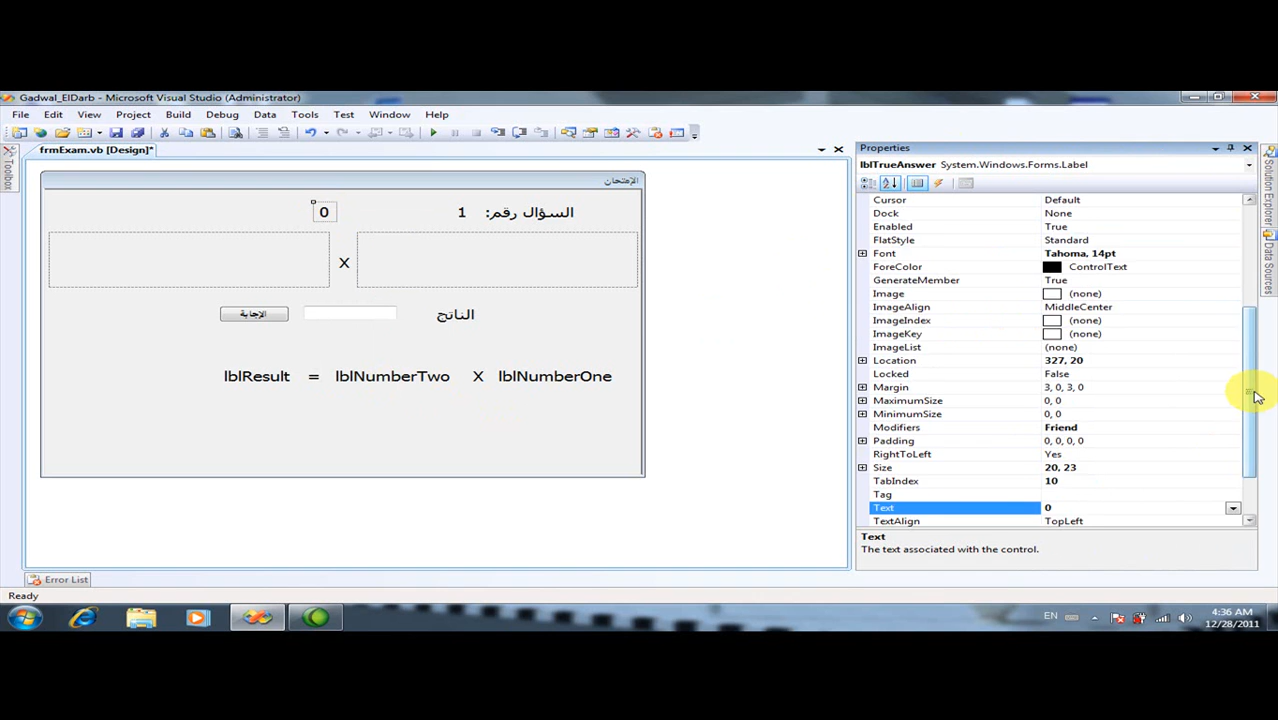 Gadwal_ElDarb - Microsoft Visual Studio (Administrator)
File Edit View Project Build Debug Data Tools Test Window Help
frmExam.vb [Design]*
Toolbox
الإمتحان
السؤال رقم: 1 0
X
الناتج الإجابة
lblResult = lblNumberTwo X lblNumberOne
Properties
lblTrueAnswer System.Windows.Forms.Label
Cursor Default
Dock None
Enabled True
FlatStyle Standard
Font Tahoma, 14pt
ForeColor ControlText
GenerateMember True
Image (none)
ImageAlign MiddleCenter
ImageIndex (none)
ImageKey (none)
ImageList (none)
Location 327, 20
Locked False
Margin 3, 0, 3, 0
MaximumSize 0, 0
MinimumSize 0, 0
Modifiers Friend
Padding 0, 0, 0, 0
RightToLeft Yes
Size 20, 23
TabIndex 10
Tag
Text 0
TextAlign TopLeft
Text
The text associated with the control.
Solution Explorer
Data Sources
Error List
Ready
EN
4:36 AM
12/28/2011